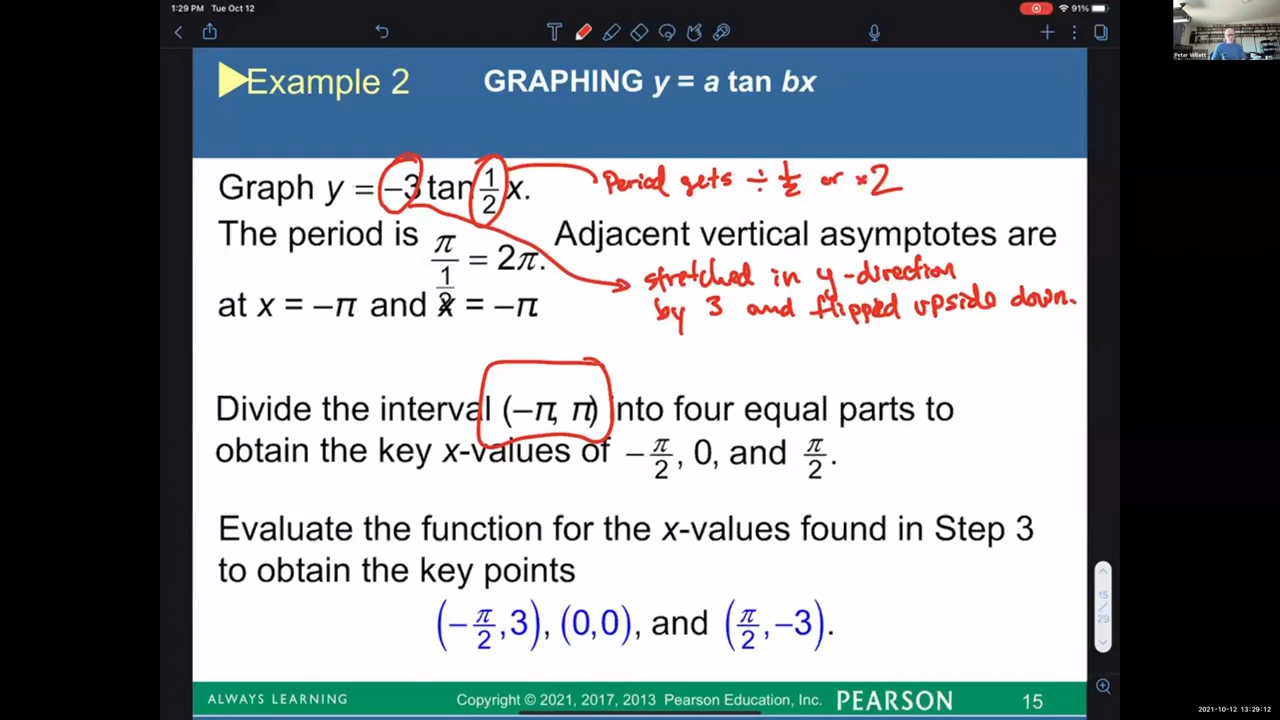 1:29 PM Tue Oct 12
91%
Peter Willett
Example 2 GRAPHING y = a tan bx
Graph y = −3 tan 1/2 x.
Period gets ÷ 1/2 or × 2
The period is π/(1/2) = 2π. Adjacent vertical asymptotes are
stretched in y-direction
at x = −π and x = −π
by 3 and flipped upside down.
Divide the interval (−π, π) into four equal parts to
obtain the key x-values of −π/2, 0, and π/2.
Evaluate the function for the x-values found in Step 3
to obtain the key points
(−π/2, 3), (0,0), and (π/2, −3).
15
29
ALWAYS LEARNING Copyright © 2021, 2017, 2013 Pearson Education, Inc. PEARSON 15
2021-10-12 13:29:12